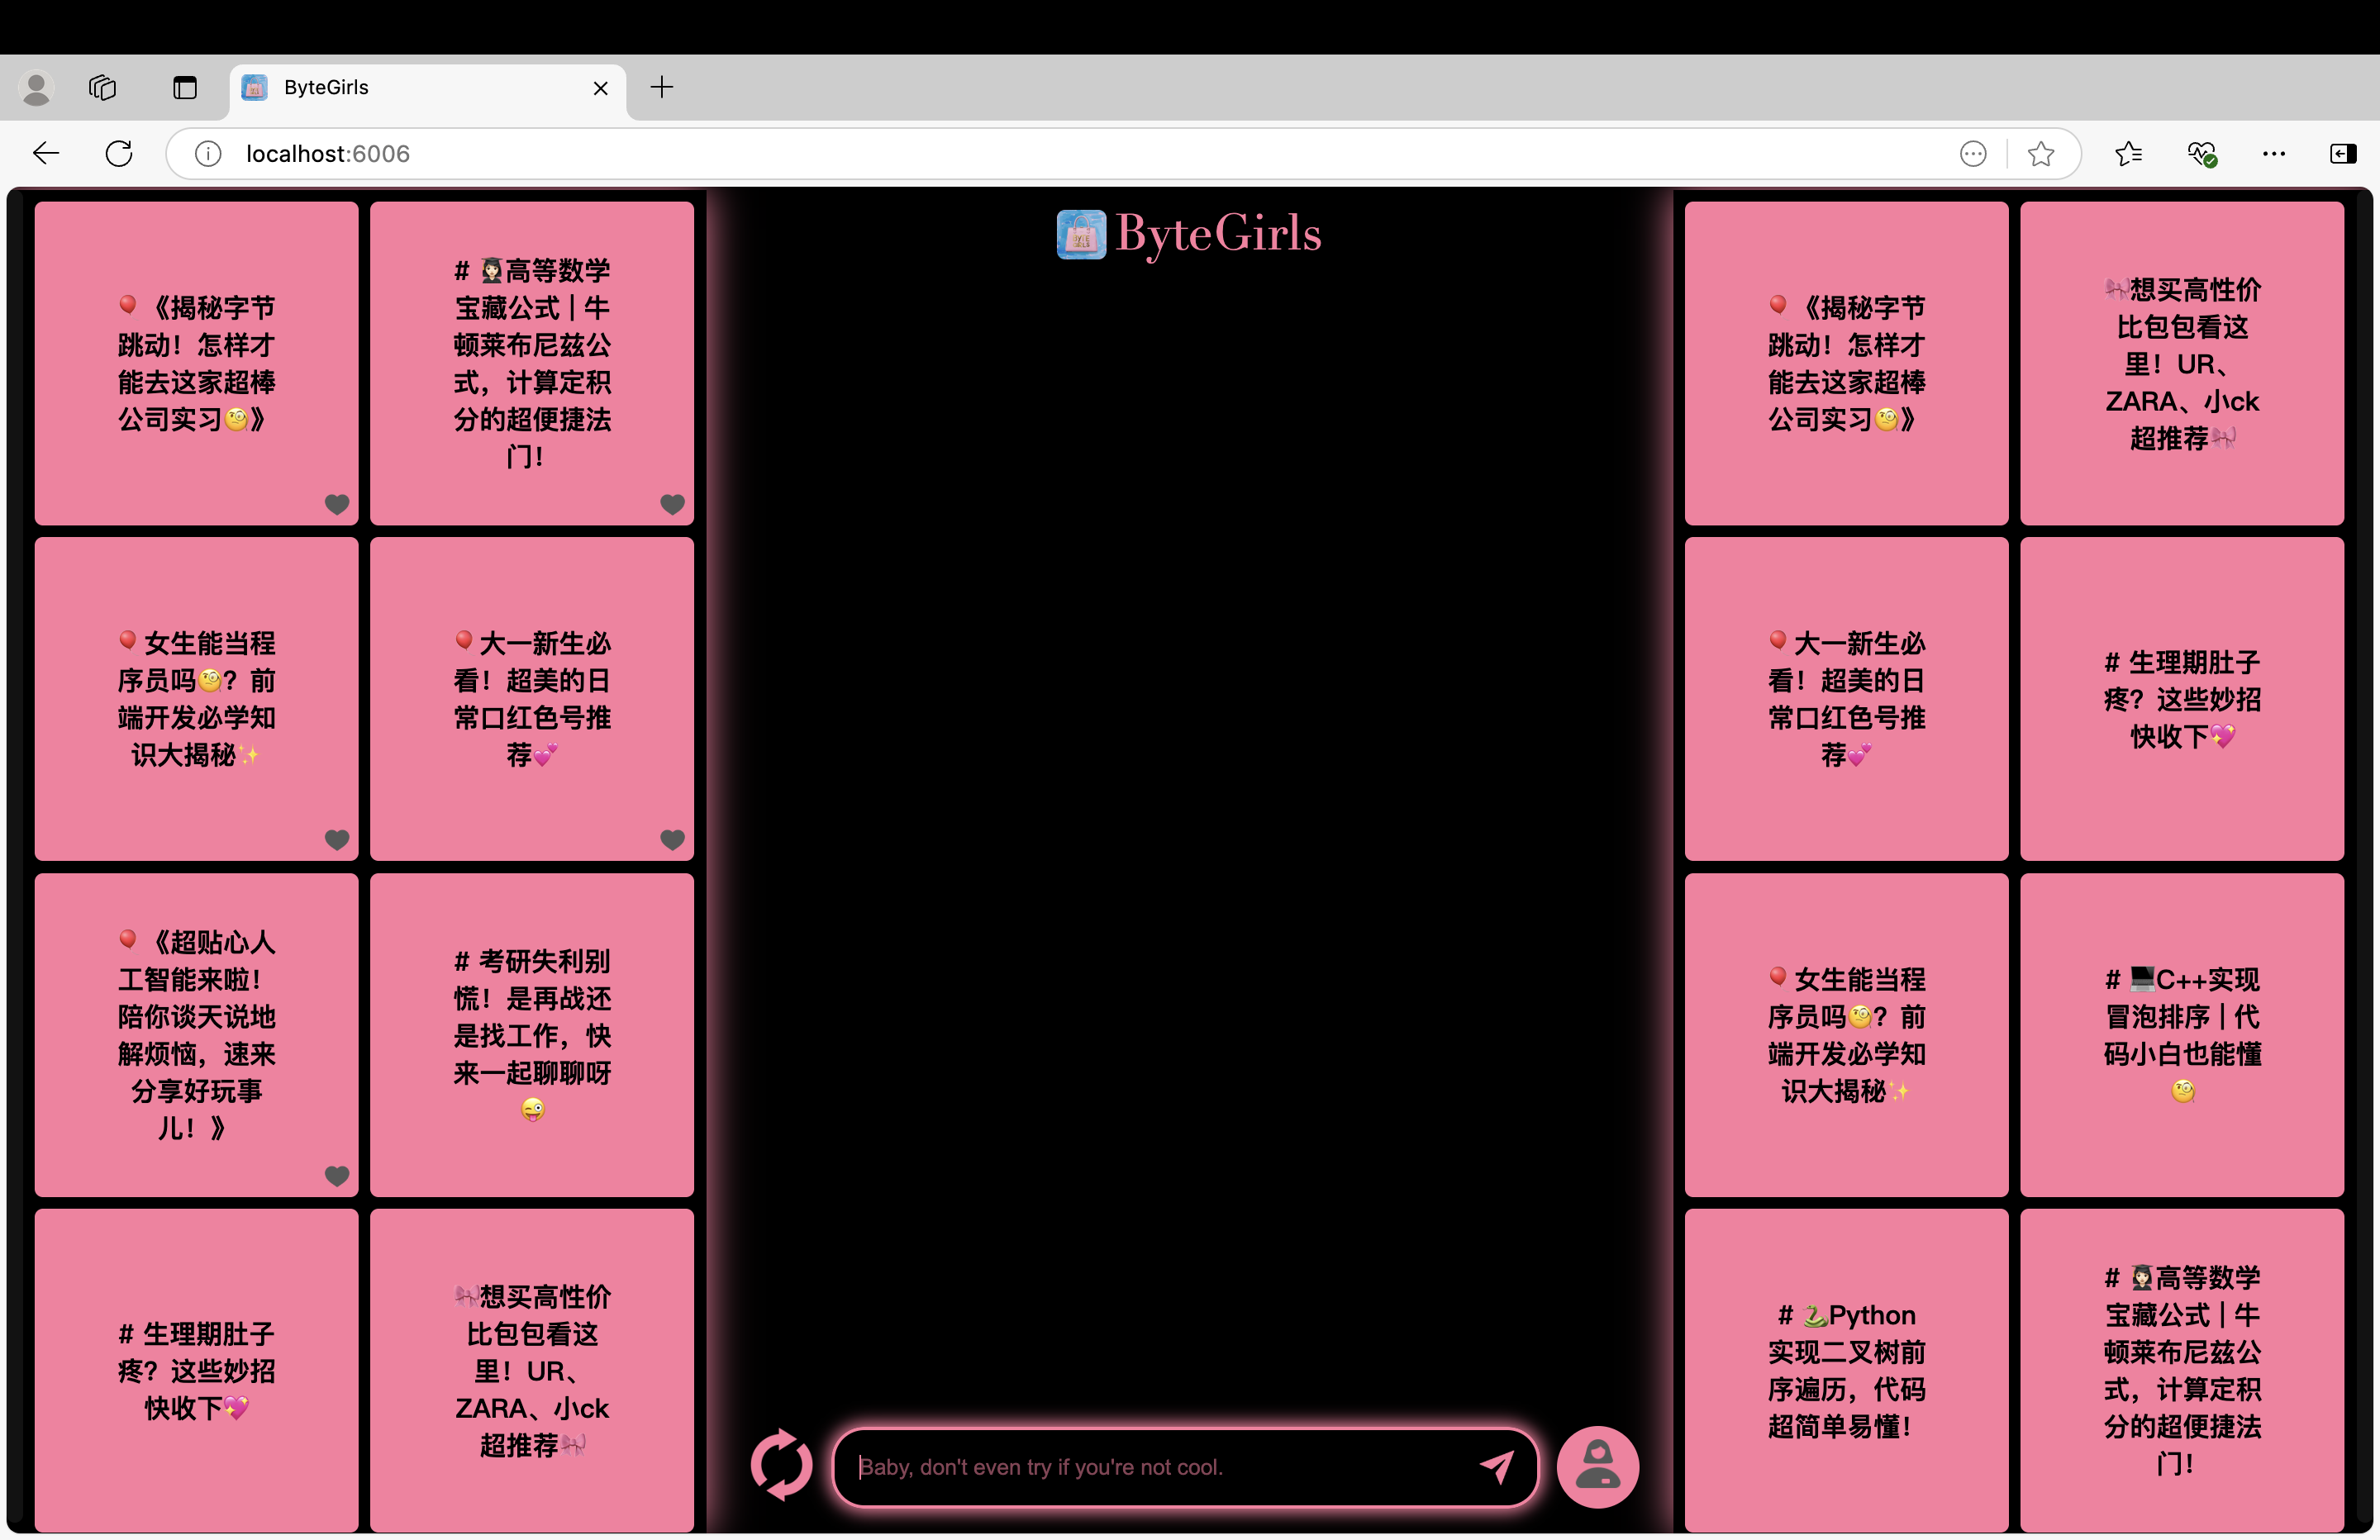 ByteGirls
localhost:6006
ByteGirls
🎈《揭秘字节
跳动！怎样才
能去这家超棒
公司实习🧐》
# 👩🏻‍🎓高等数学
宝藏公式 | 牛
顿莱布尼兹公
式，计算定积
分的超便捷法
门！
🎈女生能当程
序员吗🧐？前
端开发必学知
识大揭秘✨
🎈大一新生必
看！超美的日
常口红色号推
荐💕
🎈《超贴心人
工智能来啦！
陪你谈天说地
解烦恼，速来
分享好玩事
儿！》
# 考研失利别
慌！是再战还
是找工作，快
来一起聊聊呀
😜
# 生理期肚子
疼？这些妙招
快收下💖
🎀想买高性价
比包包看这
里！UR、
ZARA、小ck
超推荐🎀
BYTE
GIRLS
Baby, don't even try if you're not cool.
🎈《揭秘字节
跳动！怎样才
能去这家超棒
公司实习🧐》
🎀想买高性价
比包包看这
里！UR、
ZARA、小ck
超推荐🎀
🎈大一新生必
看！超美的日
常口红色号推
荐💕
# 生理期肚子
疼？这些妙招
快收下💖
🎈女生能当程
序员吗🧐？前
端开发必学知
识大揭秘✨
# 💻C++实现
冒泡排序 | 代
码小白也能懂
🧐
# 🐍Python
实现二叉树前
序遍历，代码
超简单易懂！
# 👩🏻‍🎓高等数学
宝藏公式 | 牛
顿莱布尼兹公
式，计算定积
分的超便捷法
门！